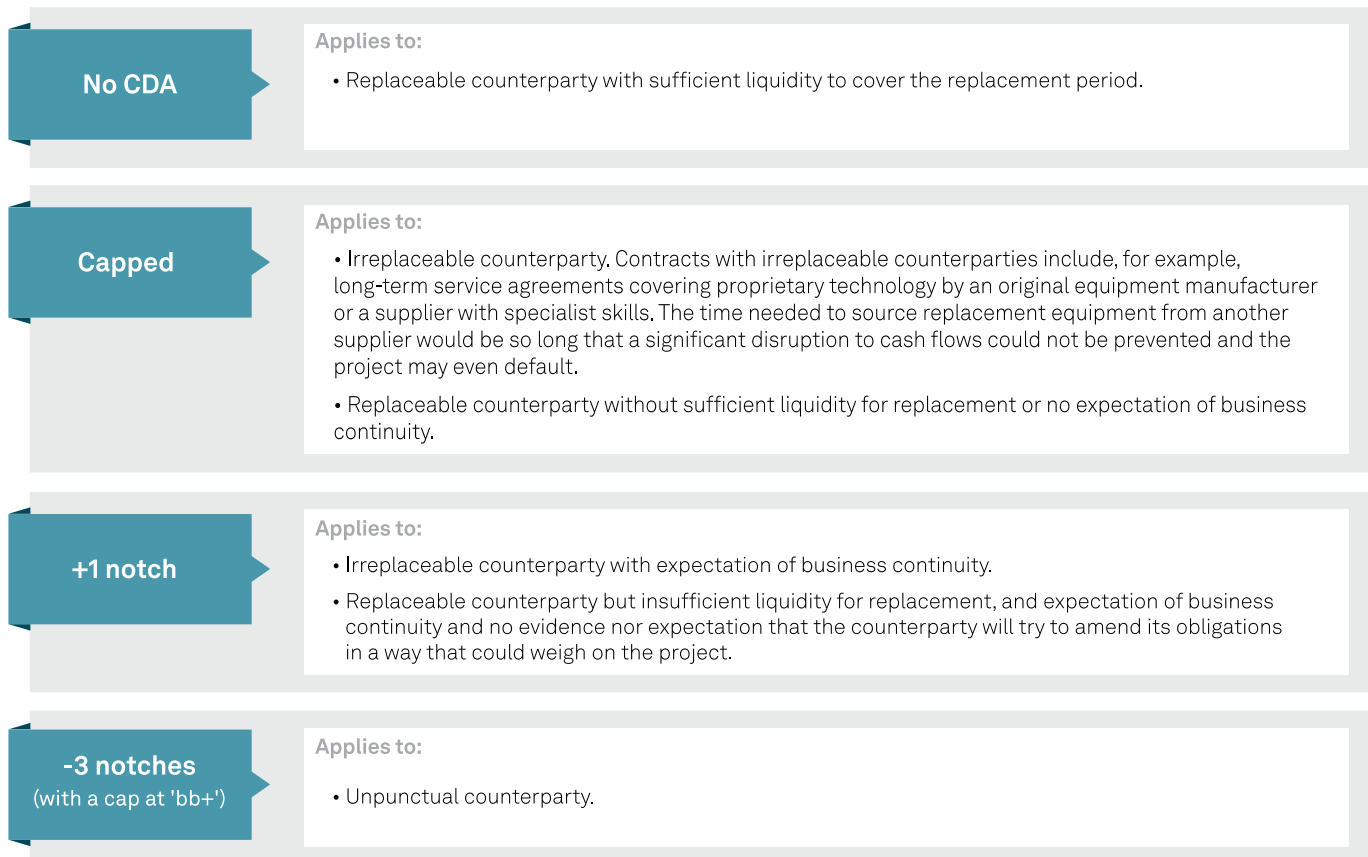 No CDA
Applies to:
• Replaceable counterparty with sufficient liquidity to cover the replacement period.
Capped
Applies to:
• Irreplaceable counterparty. Contracts with irreplaceable counterparties include, for example,
long-term service agreements covering proprietary technology by an original equipment manufacturer
or a supplier with specialist skills. The time needed to source replacement equipment from another
supplier would be so long that a significant disruption to cash flows could not be prevented and the
project may even default.
• Replaceable counterparty without sufficient liquidity for replacement or no expectation of business
continuity.
+1 notch
Applies to:
• Irreplaceable counterparty with expectation of business continuity.
• Replaceable counterparty but insufficient liquidity for replacement, and expectation of business
continuity and no evidence nor expectation that the counterparty will try to amend its obligations
in a way that could weigh on the project.
-3 notches
(with a cap at 'bb+')
Applies to:
• Unpunctual counterparty.